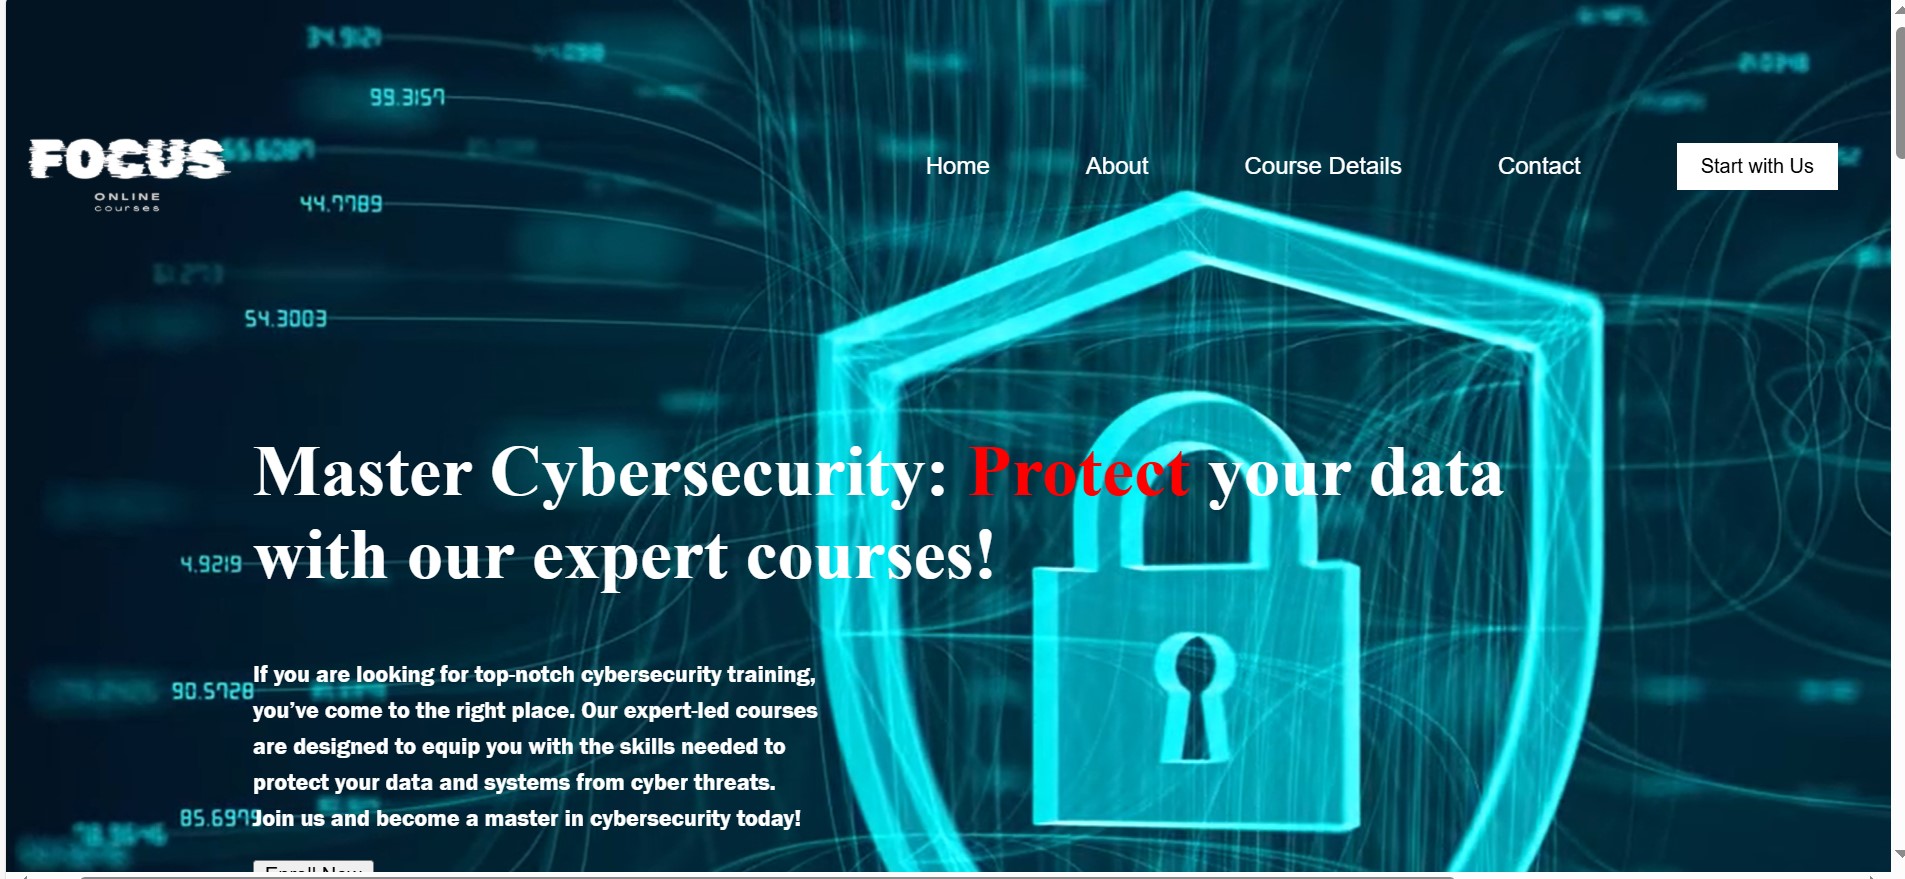 34.9121
99.3157
FOCUS
ONLINE
courses
Home
About
Course Details
Contact
Start with Us
44.7789
54.3003
Master Cybersecurity: Protect your data
with our expert courses!
4.9219
If you are looking for top-notch cybersecurity training,
90.5728
you’ve come to the right place. Our expert-led courses
are designed to equip you with the skills needed to
protect your data and systems from cyber threats.
85.6979
Join us and become a master in cybersecurity today!
Enroll Now